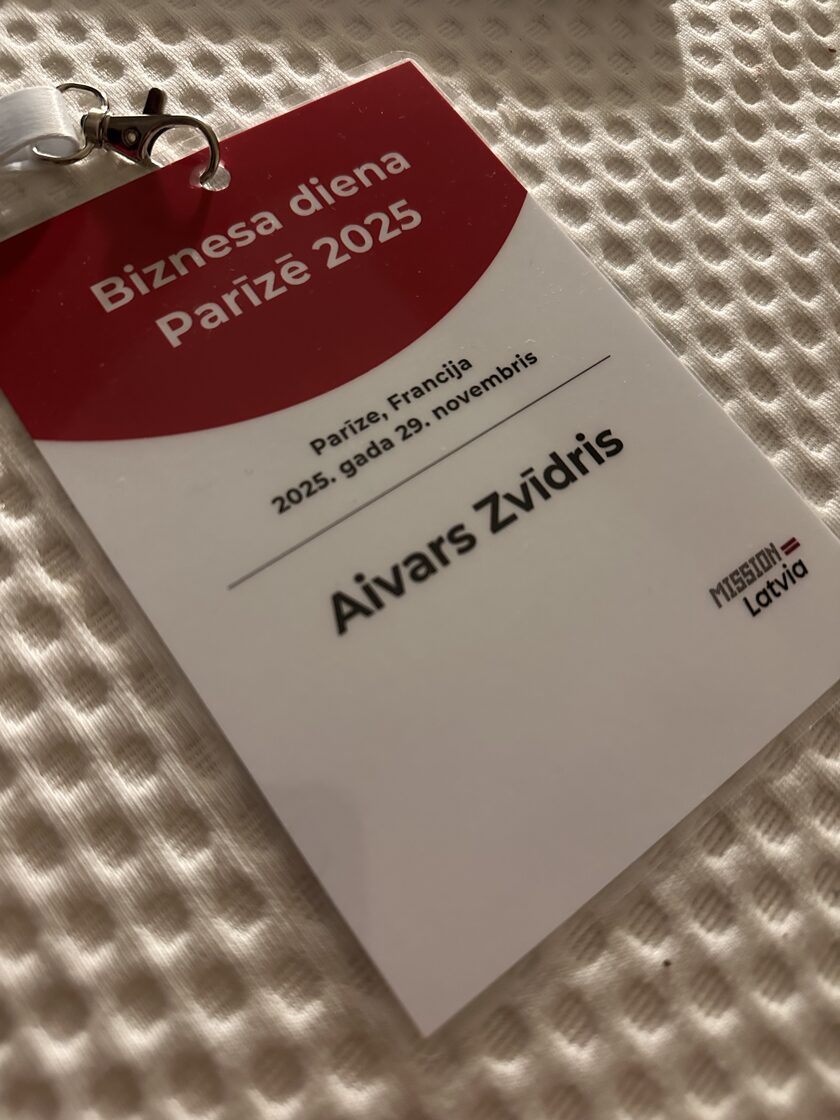 Biznesa diena
Parīzē 2025
Parīze, Francija
2025. gada 29. novembris
Aivars Zvīdris
MISSION
Latvia